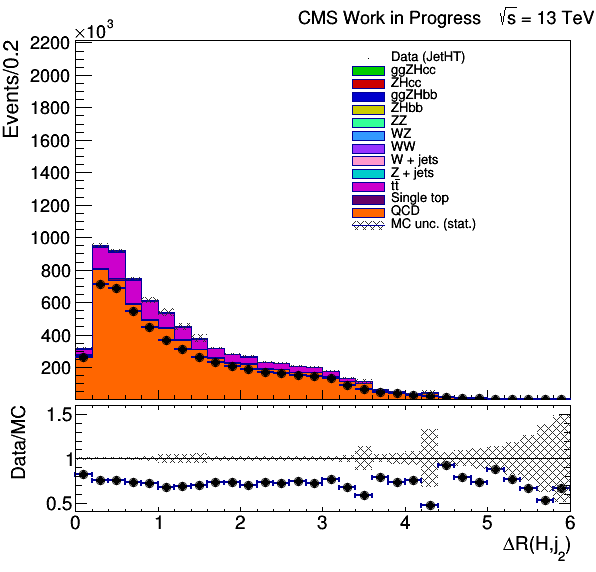 CMS Work in Progress √s = 13 TeV
×10³
Events/0.2
2200
2000
1800
1600
1400
1200
1000
800
600
400
200
Data (JetHT)
ggZHcc
ZHcc
ggZHbb
ZHbb
ZZ
WZ
WW
W + jets
Z + jets
tt̄
Single top
QCD
MC unc. (stat.)
Data/MC
1.5
1
0.5
0 1 2 3 4 5 6
ΔR(H,j₂)